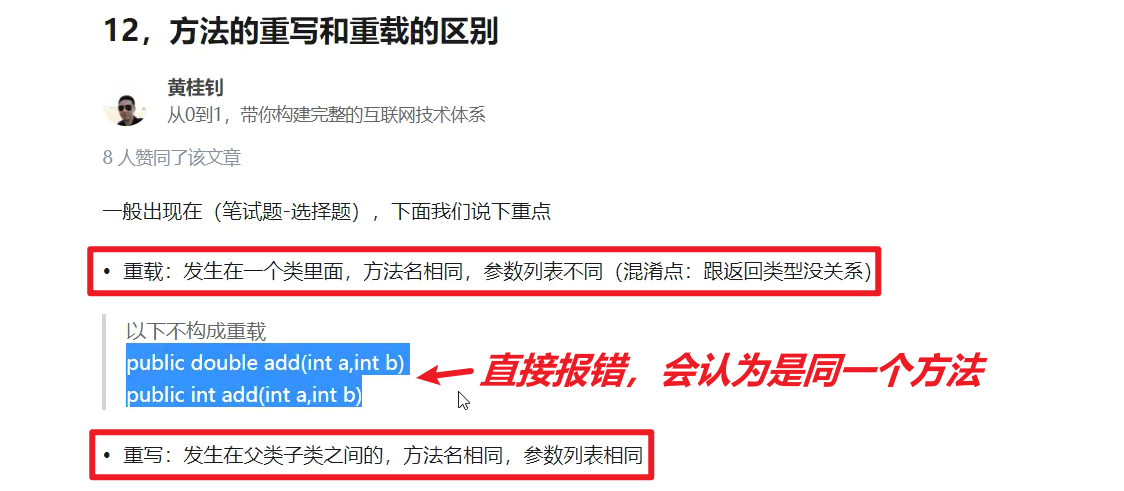 12，方法的重写和重载的区别
黄桂钊
从0到1，带你构建完整的互联网技术体系
8 人赞同了该文章
一般出现在（笔试题-选择题），下面我们说下重点
• 重载：发生在一个类里面，方法名相同，参数列表不同（混淆点：跟返回类型没关系）
以下不构成重载
public double add(int a,int b)
public int add(int a,int b)
直接报错，会认为是同一个方法
• 重写：发生在父类子类之间的，方法名相同，参数列表相同